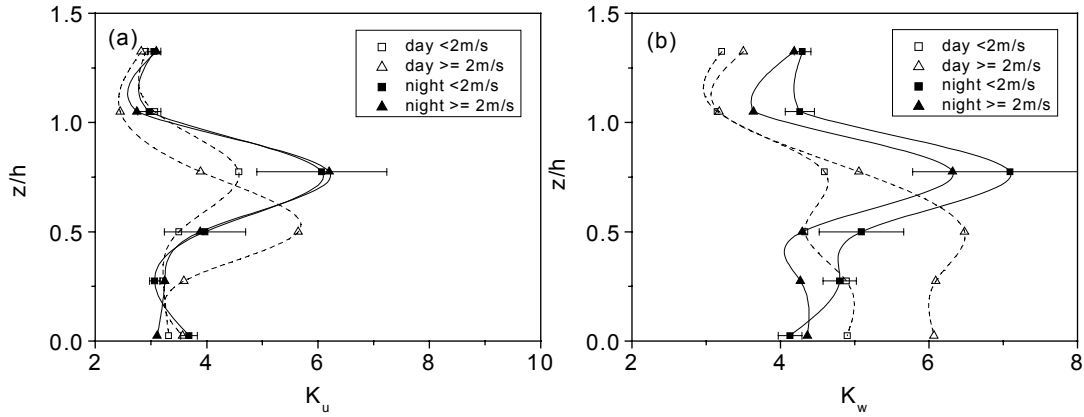 (a)
day <2m/s
day >= 2m/s
night <2m/s
night >= 2m/s
1.5
1.0
0.5
0.0
z/h
2 4 6 8 10
K_u
(b)
day <2m/s
day >= 2m/s
night <2m/s
night >= 2m/s
1.5
1.0
0.5
0.0
z/h
2 4 6 8
K_w